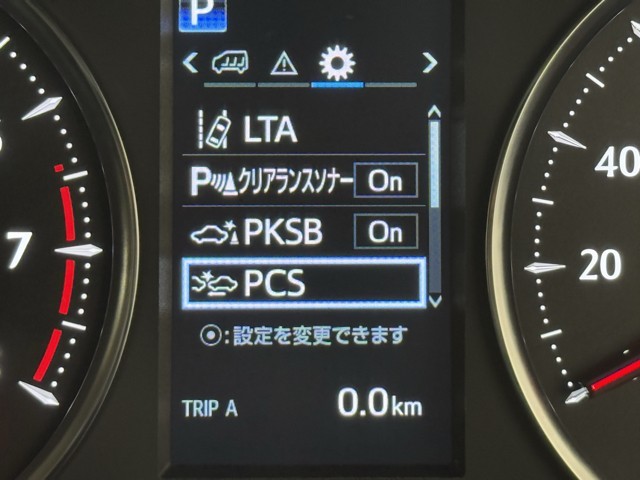 P
LTA
P クリアランスソナー On
PKSB On
PCS
:設定を変更できます
TRIP A 0.0km
7
40
20